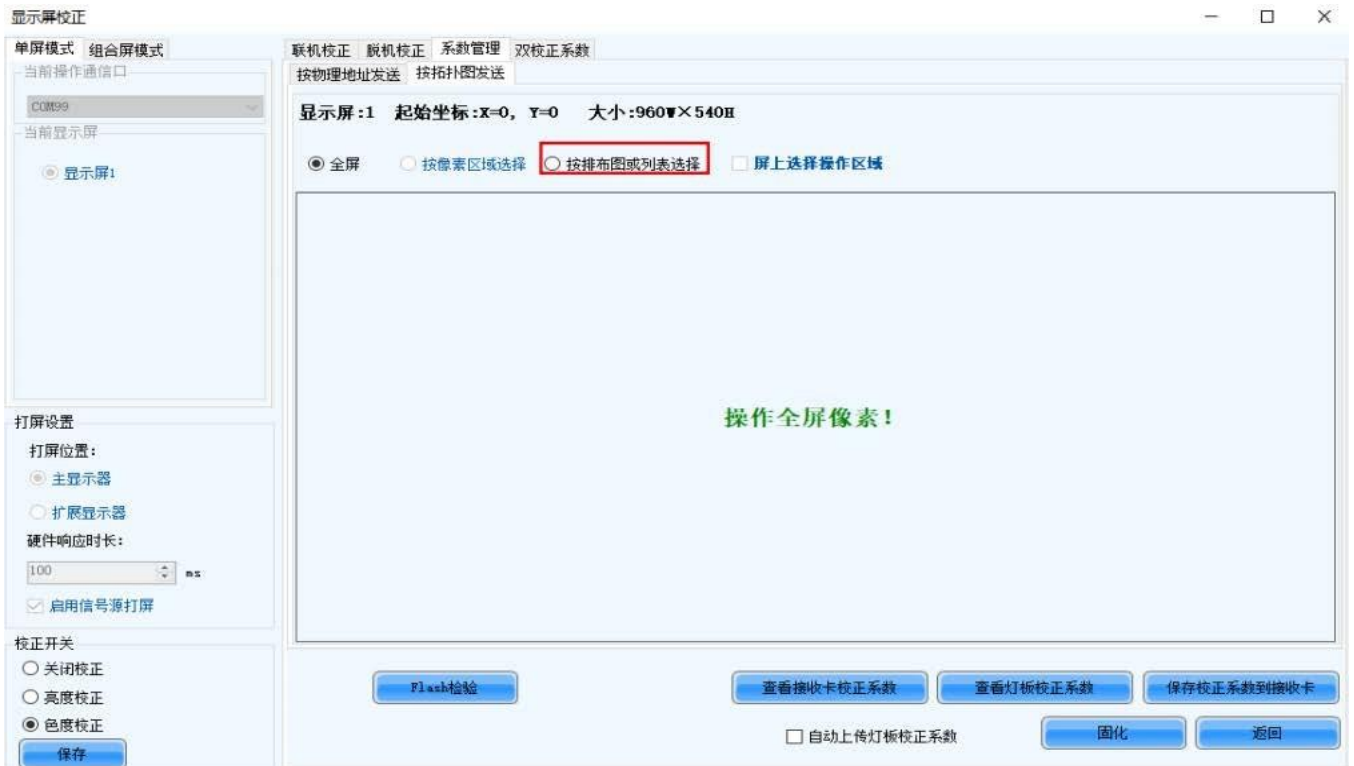 显示屏校正
单屏模式 组合屏模式
当前操作通信口
COM99
当前显示屏
显示屏1
打屏设置
打屏位置：
主显示器
扩展显示器
硬件响应时长：
100 ms
启用信号源打屏
校正开关
关闭校正
亮度校正
色度校正
保存
联机校正 脱机校正 系数管理 双校正系数
按物理地址发送 按拓扑图发送
显示屏:1 起始坐标:X=0, Y=0 大小:960W×540H
全屏 按像素区域选择 按排布图或列表选择 屏上选择操作区域
操作全屏像素!
Flash检验 查看接收卡校正系数 查看灯板校正系数 保存校正系数到接收卡
自动上传灯板校正系数 固化 返回